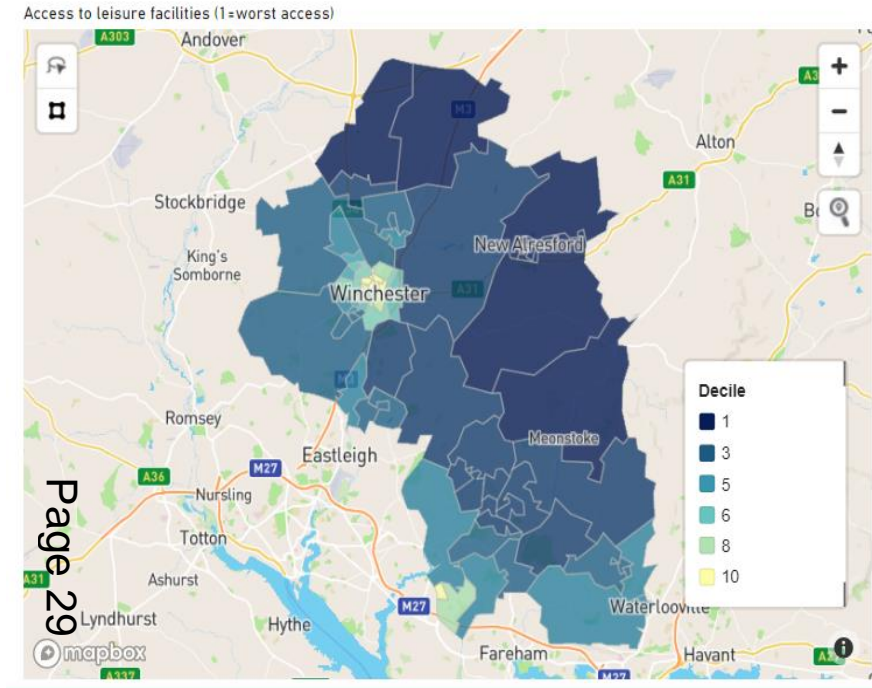 Access to leisure facilities (1=worst access)
A303
Andover
M3
Alton
A31
Stockbridge
New Alresford
King's
Somborne
Winchester
A31
Decile
1
3
5
6
8
10
Romsey
Meonstoke
Eastleigh
M27
A36
Nursling
Totton
Page 29
A31
Ashurst
M27
Waterlooville
Lyndhurst
Hythe
mapbox
Fareham
Havant
M27
A337